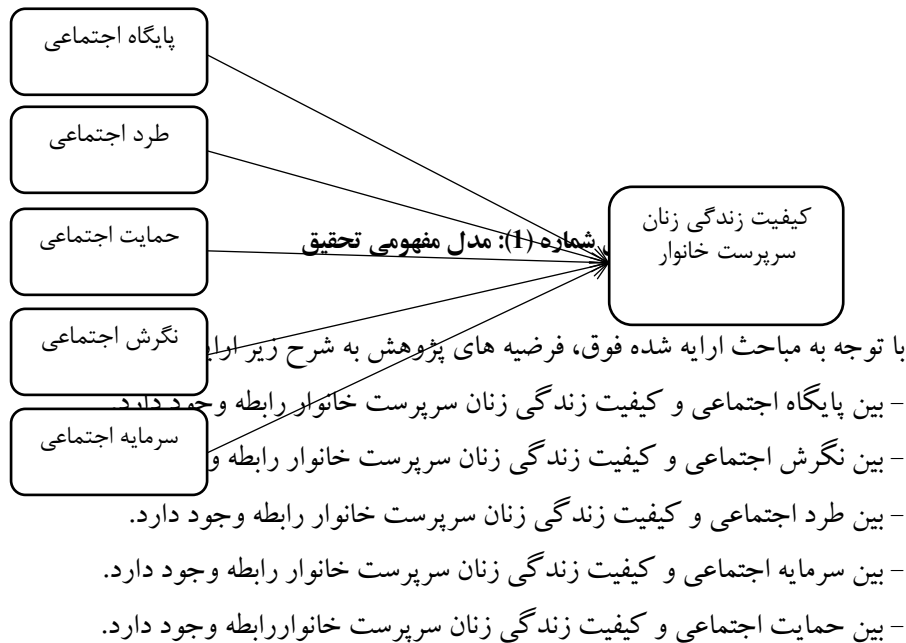 پایگاه اجتماعی
طرد اجتماعی
حمایت اجتماعی
نگرش اجتماعی
سرمایه اجتماعی
کیفیت زندگی زنان
سرپرست خانوار
شماره (1): مدل مفهومی تحقیق
با توجه به مباحث ارایه شده فوق، فرضیه های پژوهش به شرح زیر
- بین پایگاه اجتماعی و کیفیت زندگی زنان سرپرست خانوار رابطه وجود دارد.
- بین نگرش اجتماعی و کیفیت زندگی زنان سرپرست خانوار رابطه
- بین طرد اجتماعی و کیفیت زندگی زنان سرپرست خانوار رابطه وجود دارد.
- بین سرمایه اجتماعی و کیفیت زندگی زنان سرپرست خانوار رابطه وجود دارد.
- بین حمایت اجتماعی و کیفیت زندگی زنان سرپرست خانواررابطه وجود دارد.